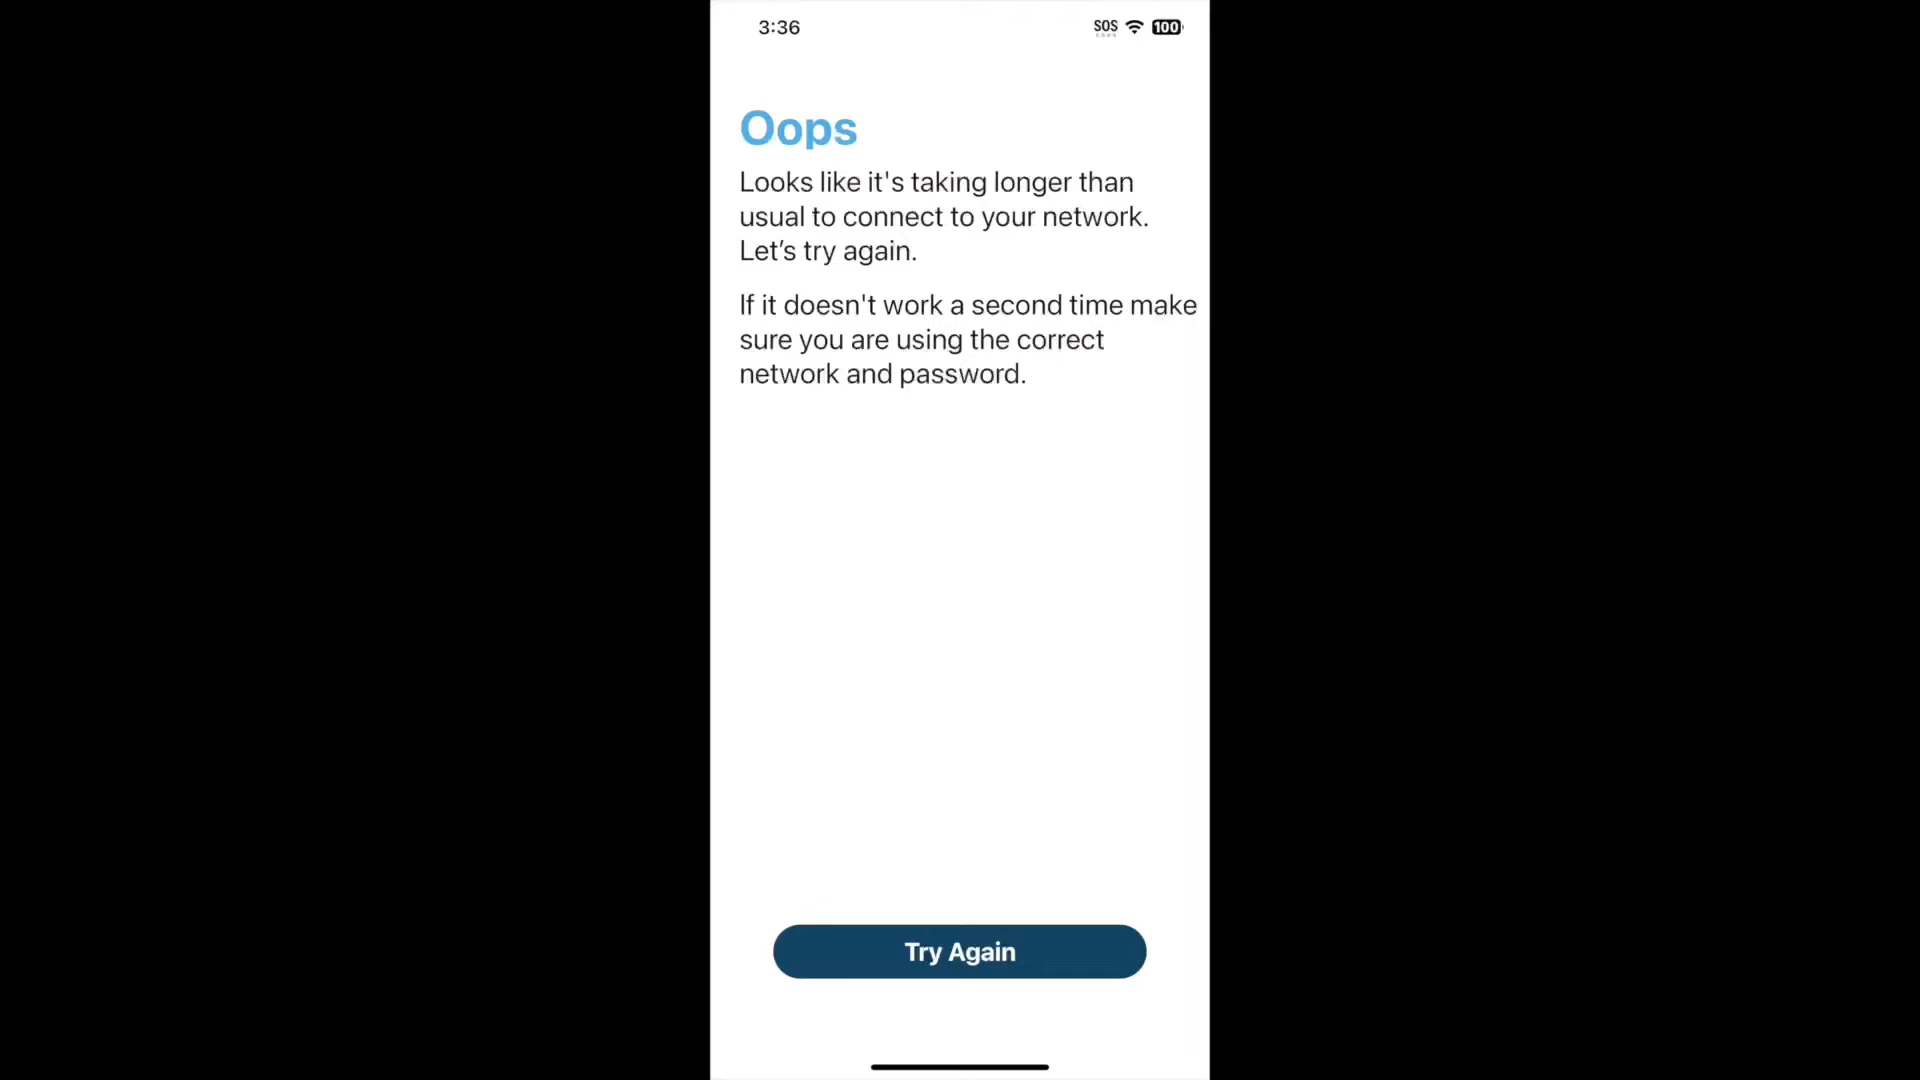 3:36
SOS
100
Oops
Looks like it's taking longer than
usual to connect to your network.
Let’s try again.
If it doesn't work a second time make
sure you are using the correct
network and password.
Try Again